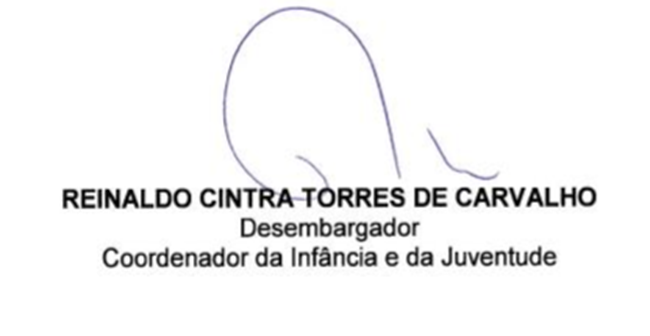 REINALDO CINTRA TORRES DE CARVALHO
Desembargador
Coordenador da Infância e da Juventude